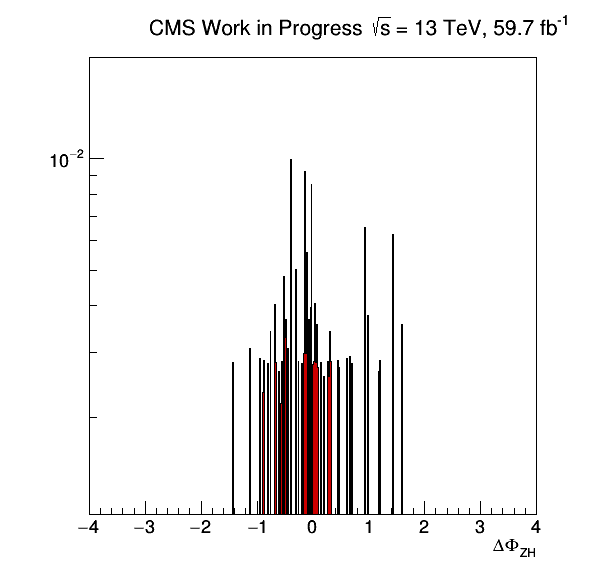 CMS Work in Progress √s = 13 TeV, 59.7 fb⁻¹
10⁻²
−4 −3 −2 −1 0 1 2 3 4
ΔΦ_ZH